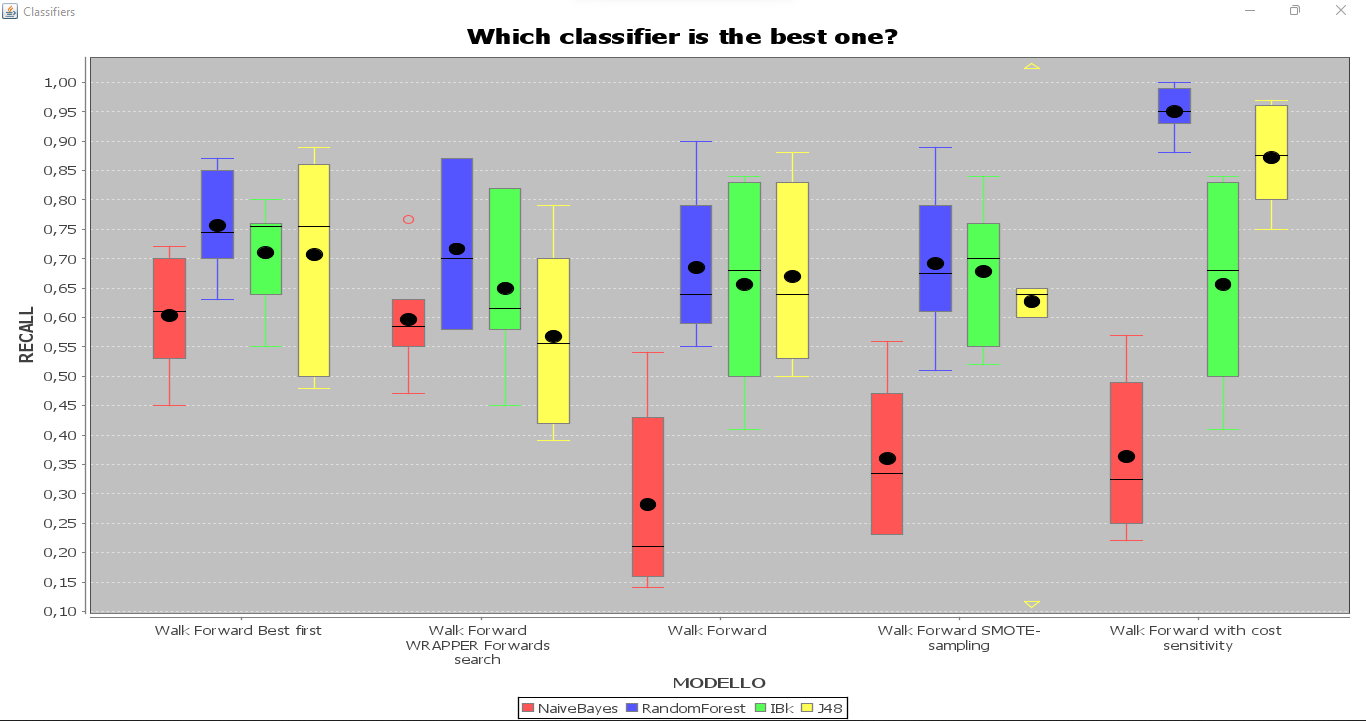 Classifiers
Which classifier is the best one?
RECALL
1,00
0,95
0,90
0,85
0,80
0,75
0,70
0,65
0,60
0,55
0,50
0,45
0,40
0,35
0,30
0,25
0,20
0,15
0,10
Walk Forward Best first
Walk Forward
WRAPPER Forwards
search
Walk Forward
Walk Forward SMOTE-
sampling
Walk Forward with cost
sensitivity
MODELLO
NaiveBayes RandomForest IBk J48